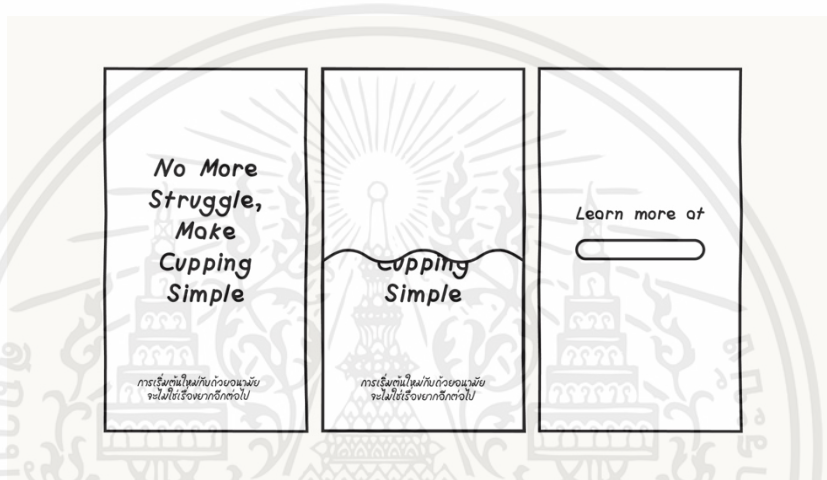 No More
Struggle,
Make
Cupping
Simple
การเริ่มต้นใหม่กับถ้วยอนามัย
จะไม่ใช่เรื่องยากอีกต่อไป
Cupping
Simple
การเริ่มต้นใหม่กับถ้วยอนามัย
จะไม่ใช่เรื่องยากอีกต่อไป
Learn more at